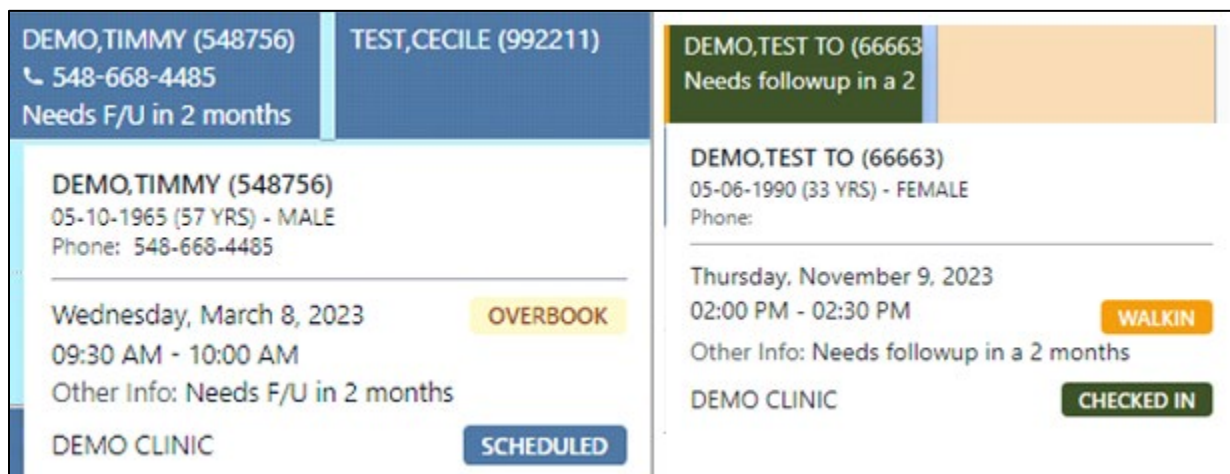 DEMO,TIMMY (548756)
548-668-4485
Needs F/U in 2 months
TEST,CECILE (992211)
DEMO,TIMMY (548756)
05-10-1965 (57 YRS) - MALE
Phone: 548-668-4485
Wednesday, March 8, 2023
OVERBOOK
09:30 AM - 10:00 AM
Other Info: Needs F/U in 2 months
DEMO CLINIC
SCHEDULED
DEMO,TEST TO (66663
Needs followup in a 2
DEMO,TEST TO (66663)
05-06-1990 (33 YRS) - FEMALE
Phone:
Thursday, November 9, 2023
02:00 PM - 02:30 PM
WALKIN
Other Info: Needs followup in a 2 months
DEMO CLINIC
CHECKED IN